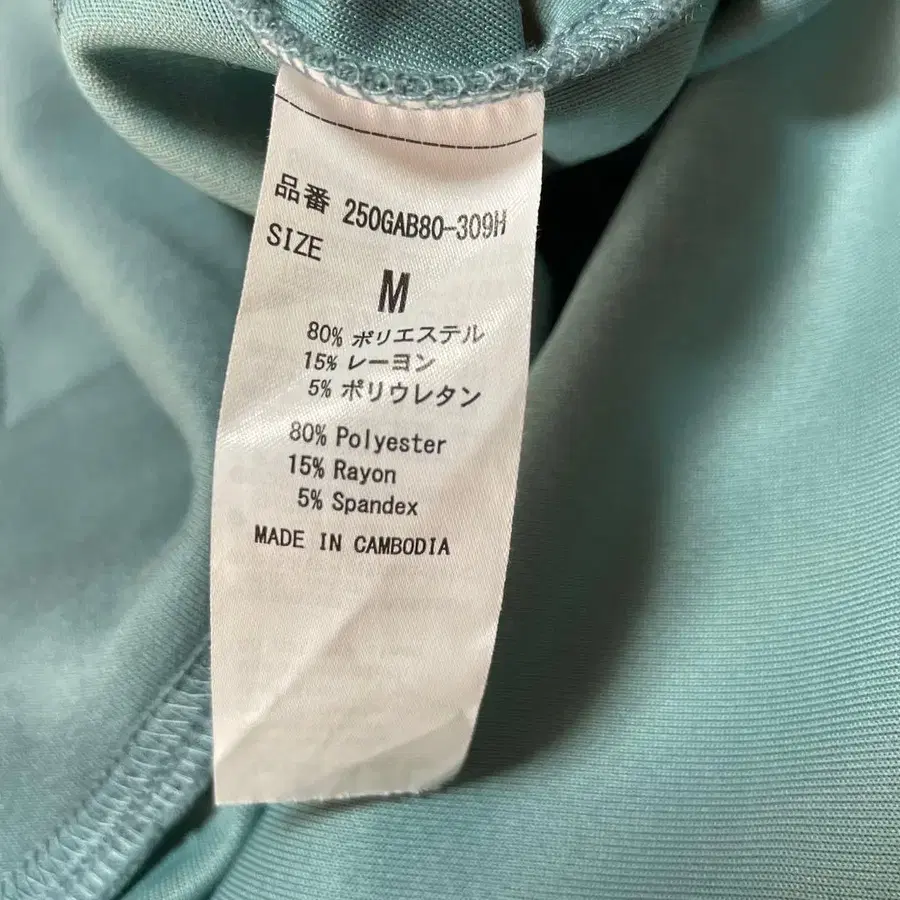 品番 250GAB80-309H
SIZE
M
80% ポリエステル
15% レーヨン
5% ポリウレタン
80% Polyester
15% Rayon
5% Spandex
MADE IN CAMBODIA